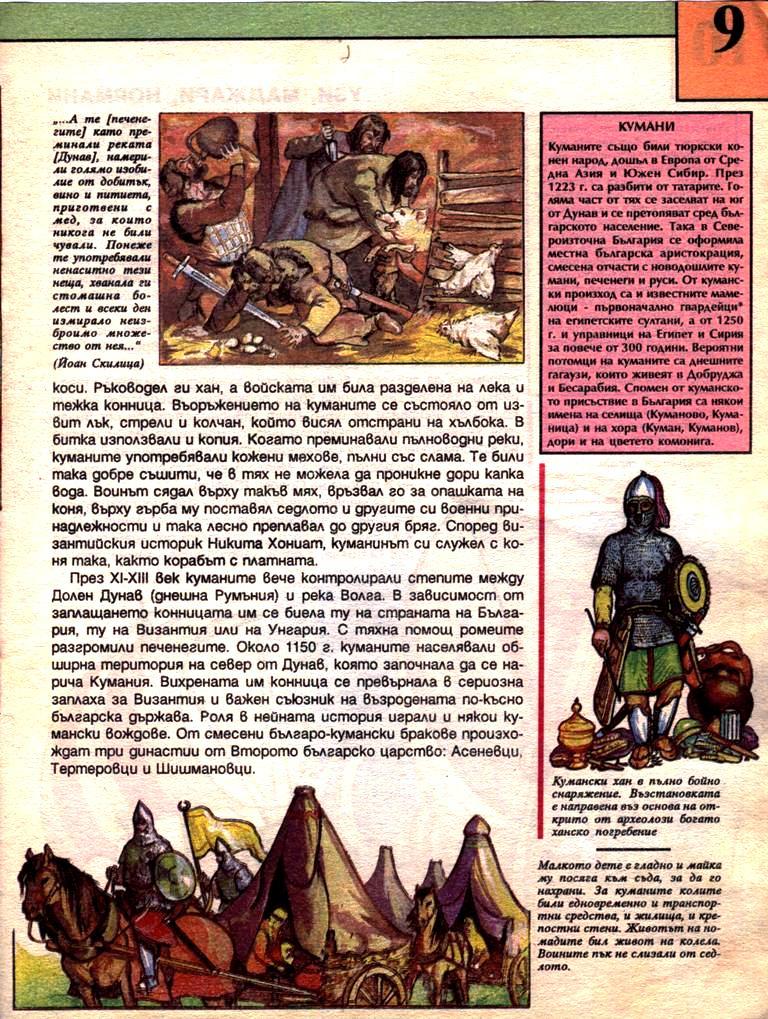 9
„...А те [печене-
гите] като пре-
минали реката
[Дунав], намери-
ли голямо изоби-
лие от добитък,
вино и питиета,
приготвени с
мед, за които
никога не били
чували. Понеже
те употребявали
ненаситно тези
неща, хванала ги
стомашна бо-
лест и всеки ден
измирало неиз-
броимо множе-
ство от нея...“
(Йоан Скилица)
коси. Ръководел ги хан, а войската им била разделена на лека и
тежка конница. Въоръжението на куманите се състояло от из-
вит лък, стрели и колчан, който висял отстрани на хълбока. В
битка използвали и копия. Когато преминавали пълноводни реки,
куманите употребявали кожени мехове, пълни със слама. Те били
така добре съшити, че в тях не можела да проникне дори капка
вода. Воинът сядал върху такъв мях, връзвал го за опашката на
коня, върху гърба му поставял седлото и другите си военни при-
надлежности и така лесно преплавал до другия бряг. Според ви-
зантийския историк Никита Хониат, куманинът си служел с ко-
ня така, както корабът с платната.
През XI-XIII век куманите вече контролирали степите между
Долен Дунав (днешна Румъния) и река Волга. В зависимост от
заплащането конницата им се биела ту на страната на Бълга-
рия, ту на Византия или на Унгария. С тяхна помощ ромеите
разгромили печенегите. Около 1150 г. куманите населявали об-
ширна територия на север от Дунав, която започнала да се на-
рича Кумания. Вихрената им конница се превърнала в сериозна
заплаха за Византия и важен съюзник на възродената по-късно
българска държава. Роля в нейната история играли и някои ку-
мански вождове. От смесени българо-кумански бракове произхо-
ждат три династии от Второто българско царство: Асеневци,
Тертеровци и Шишмановци.
КУМАНИ
Куманите също били тюркски ко-
нен народ, дошъл в Европа от Сре-
дна Азия и Южен Сибир. През
1223 г. са разбити от татарите. Го-
ляма част от тях се заселват на юг
от Дунав и се претопяват сред бъл-
гарското население. Така в Севе-
роизточна България се оформила
местна българска аристокрация,
смесена отчасти с новодошлите ку-
мани, печенеги и руси. От куманс-
ки произход са и известните маме-
люци - първоначално гвардейци*
на египетските султани, а от 1250
г. и управници на Египет и Сирия
за повече от 300 години. Вероятни
потомци на куманите са днешните
гагаузи, които живеят в Добруджа
и Бесарабия. Спомен от куманско-
то присъствие в България са някои
имена на селища (Куманово, Кума-
ница) и на хора (Куман, Куманов),
дори и на цветето комонига.
Кумански хан в пълно бойно
снаряжение. Възстановката
е направена въз основа на от-
крито от археолози богато
ханско погребение
Малкото дете е гладно и майка
му посяга към съда, за да го
нахрани. За куманите колите
били едновременно и транспор-
тни средства, и жилища, и кре-
постни стени. Животът на но-
мадите бил живот на колела.
Воините пък не слизали от сед-
лото.